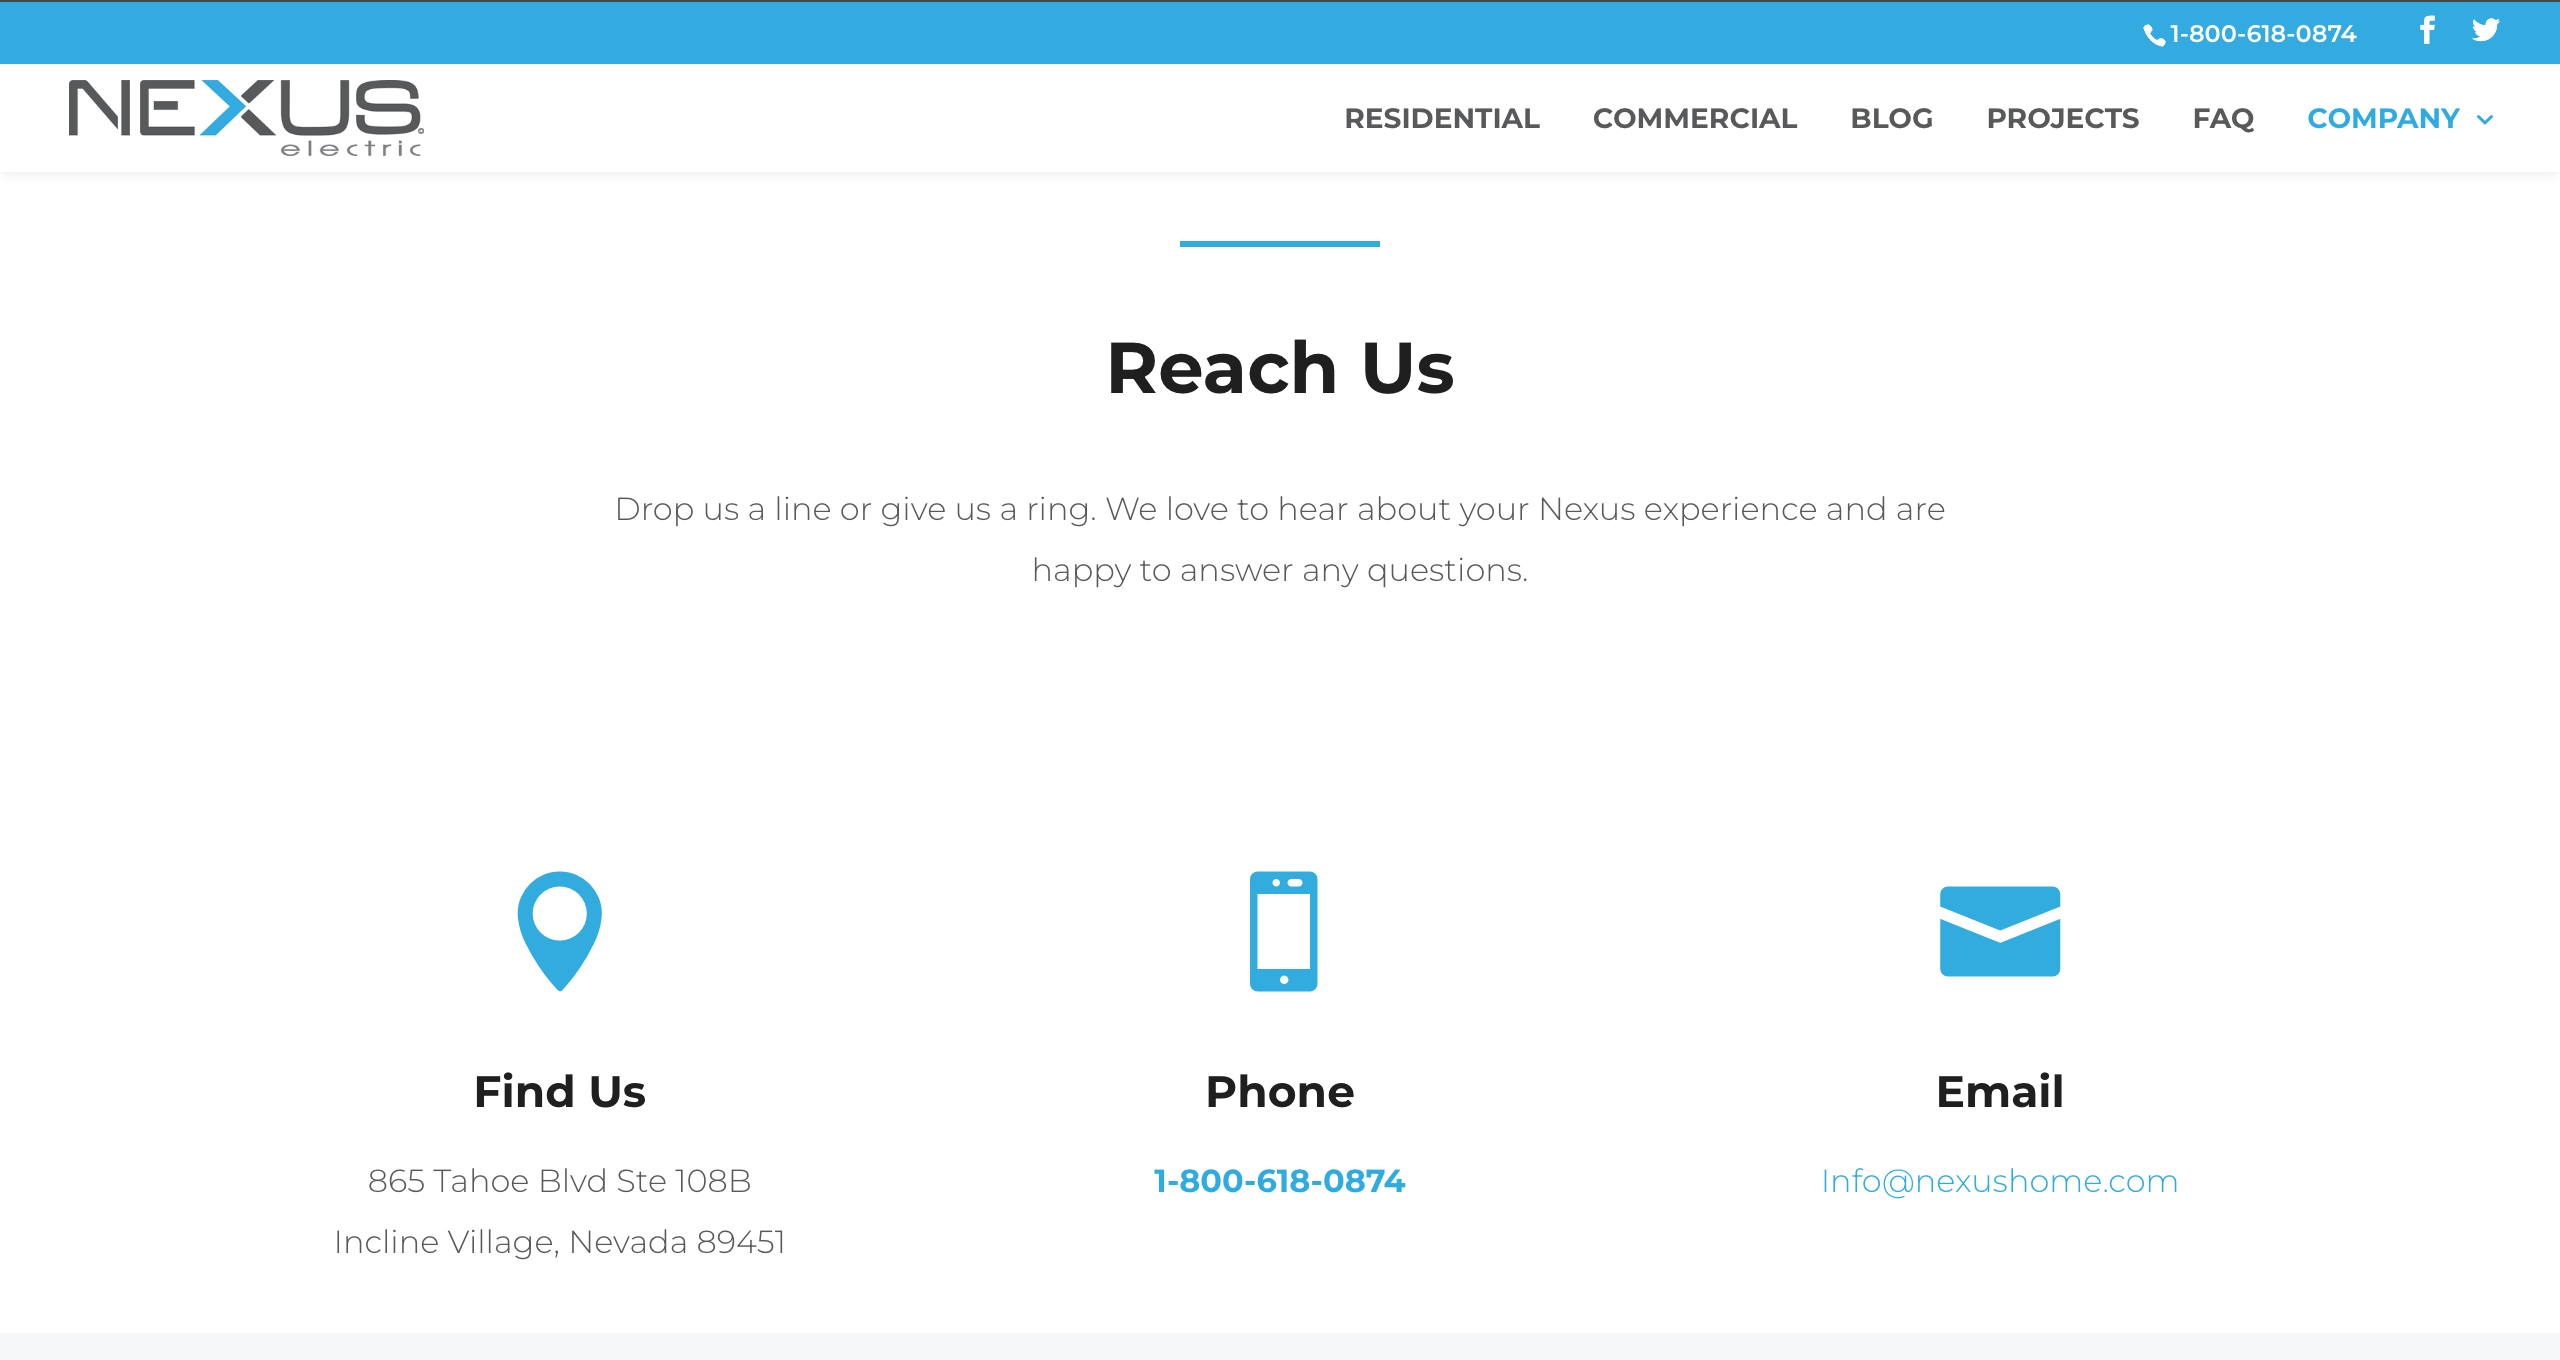 1-800-618-0874
NEXUS
electric
RESIDENTIAL COMMERCIAL BLOG PROJECTS FAQ COMPANY
Reach Us
Drop us a line or give us a ring. We love to hear about your Nexus experience and are
happy to answer any questions.
Find Us
865 Tahoe Blvd Ste 108B
Incline Village, Nevada 89451
Phone
1-800-618-0874
Email
Info@nexushome.com